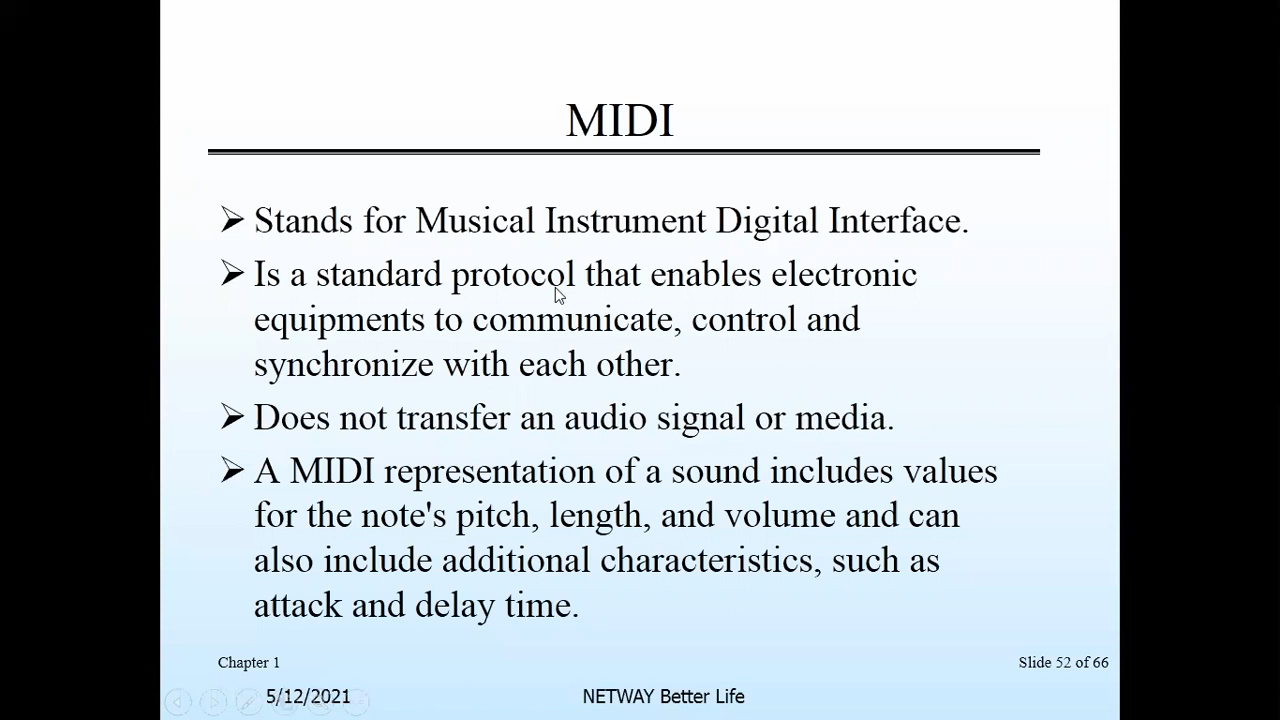 MIDI
Stands for Musical Instrument Digital Interface.
Is a standard protocol that enables electronic
equipments to communicate, control and
synchronize with each other.
Does not transfer an audio signal or media.
A MIDI representation of a sound includes values
for the note's pitch, length, and volume and can
also include additional characteristics, such as
attack and delay time.
Chapter 1
Slide 52 of 66
5/12/2021
NETWAY Better Life